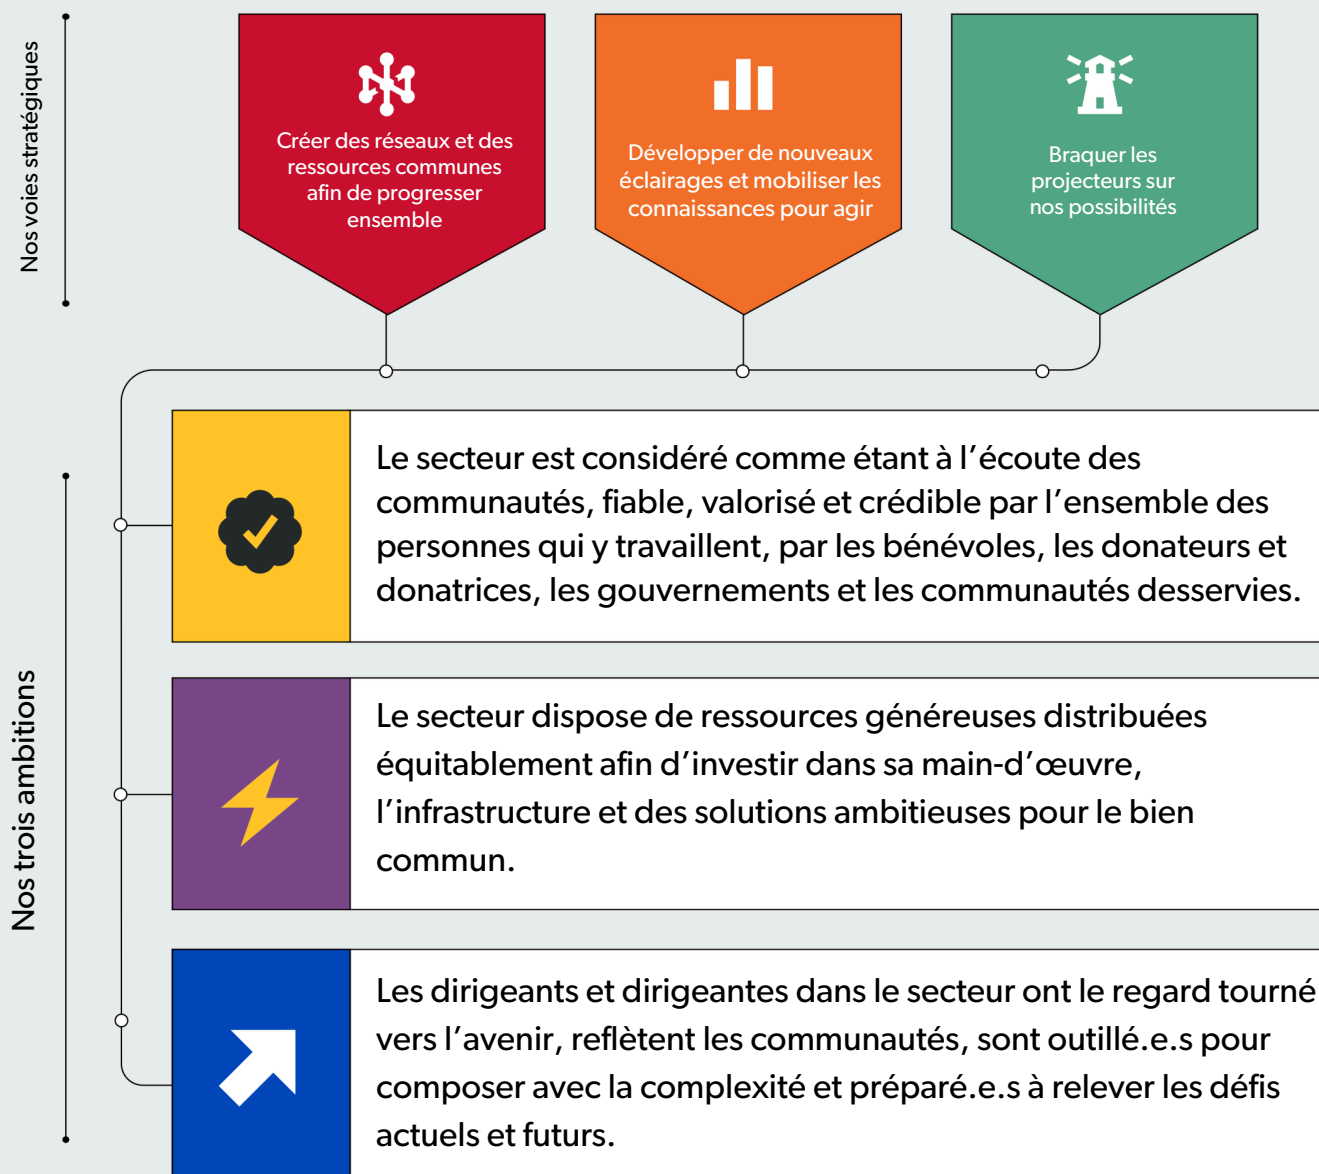 Nos voies stratégiques
Créer des réseaux et des
ressources communes
afin de progresser
ensemble
Développer de nouveaux
éclairages et mobiliser les
connaissances pour agir
Braquer les
projecteurs sur
nos possibilités
Nos trois ambitions
Le secteur est considéré comme étant à l’écoute des
communautés, fiable, valorisé et crédible par l’ensemble des
personnes qui y travaillent, par les bénévoles, les donateurs et
donatrices, les gouvernements et les communautés desservies.
Le secteur dispose de ressources généreuses distribuées
équitablement afin d’investir dans sa main-d’œuvre,
l’infrastructure et des solutions ambitieuses pour le bien
commun.
Les dirigeants et dirigeantes dans le secteur ont le regard tourné
vers l’avenir, reflètent les communautés, sont outillé.e.s pour
composer avec la complexité et préparé.e.s à relever les défis
actuels et futurs.